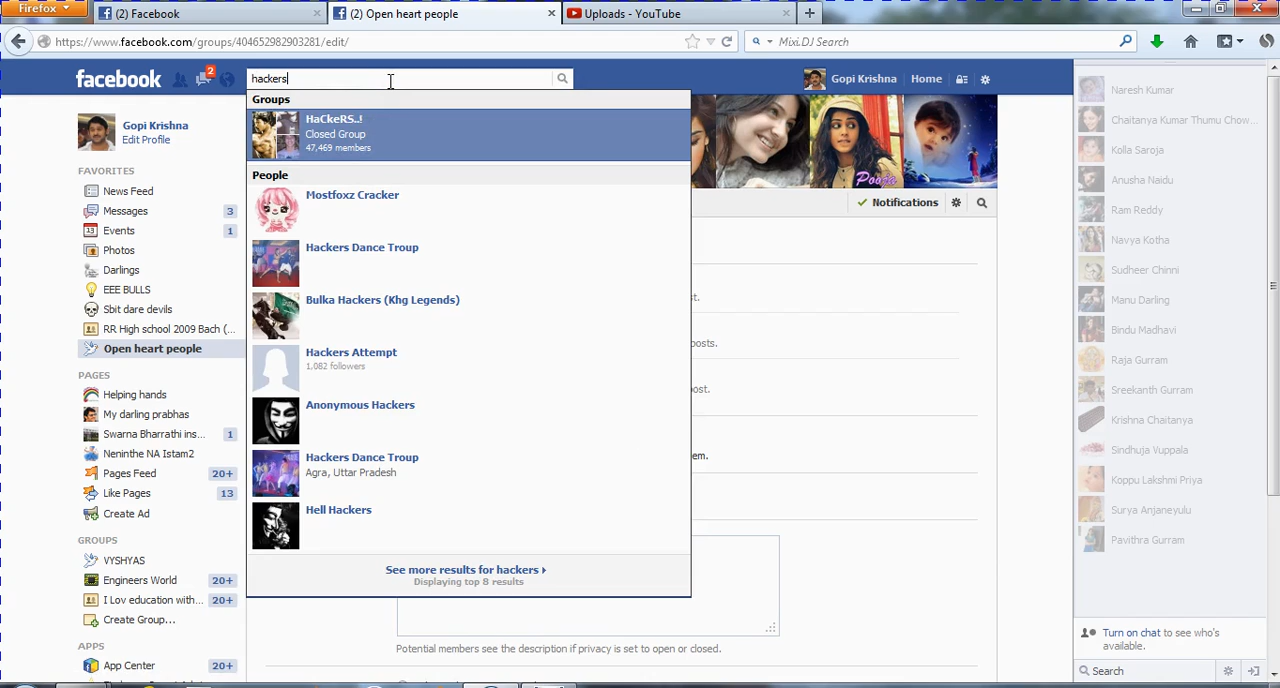 Firefox
(2) Facebook
(2) Open heart people
Uploads - YouTube
https://www.facebook.com/groups/404652982903281/edit/
Mixi.DJ Search
facebook
2
hackers
Gopi Krishna
Home
Gopi Krishna
Edit Profile
FAVORITES
News Feed
Messages 3
Events 1
Photos
Darlings
EEE BULLS
Sbit dare devils
RR High school 2009 Bach (...
Open heart people
PAGES
Helping hands
My darling prabhas
Swarna Bharrathi ins... 1
Neninthe NA Istam2
Pages Feed 20+
Like Pages 13
Create Ad
GROUPS
VYSHYAS
Engineers World 20+
I Lov education with... 20+
Create Group...
APPS
App Center 20+
Groups
HaCkeRS..!
Closed Group
47,469 members
People
Mostfoxz Cracker
Hackers Dance Troup
Bulka Hackers (Khg Legends)
Hackers Attempt
1,082 followers
Anonymous Hackers
Hackers Dance Troup
Agra, Uttar Pradesh
Hell Hackers
See more results for hackers
Displaying top 8 results
Pooja
Notifications
st.
posts.
post.
em.
Potential members see the description if privacy is set to open or closed.
Naresh Kumar
Chaitanya Kumar Thumu Chow...
Kolla Saroja
Anusha Naidu
Ram Reddy
Navya Kotha
Sudheer Chinni
Manu Darling
Bindu Madhavi
Raja Gurram
Sreekanth Gurram
Krishna Chaitanya
Sindhuja Vuppala
Koppu Lakshmi Priya
Surya Anjaneyulu
Pavithra Gurram
Turn on chat to see who's
available.
Search